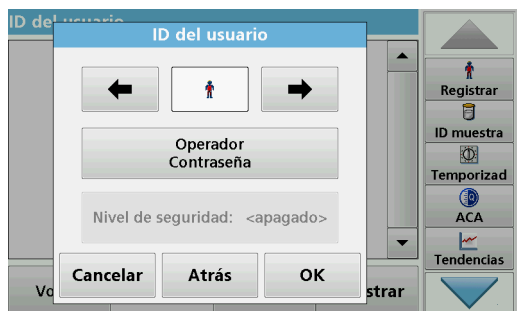 ID del usuario
ID del usuario
Operador
Contraseña
Nivel de seguridad: <apagado>
Cancelar
Atrás
OK
Vo
strar
Registrar
ID muestra
Temporizad
ACA
Tendencias